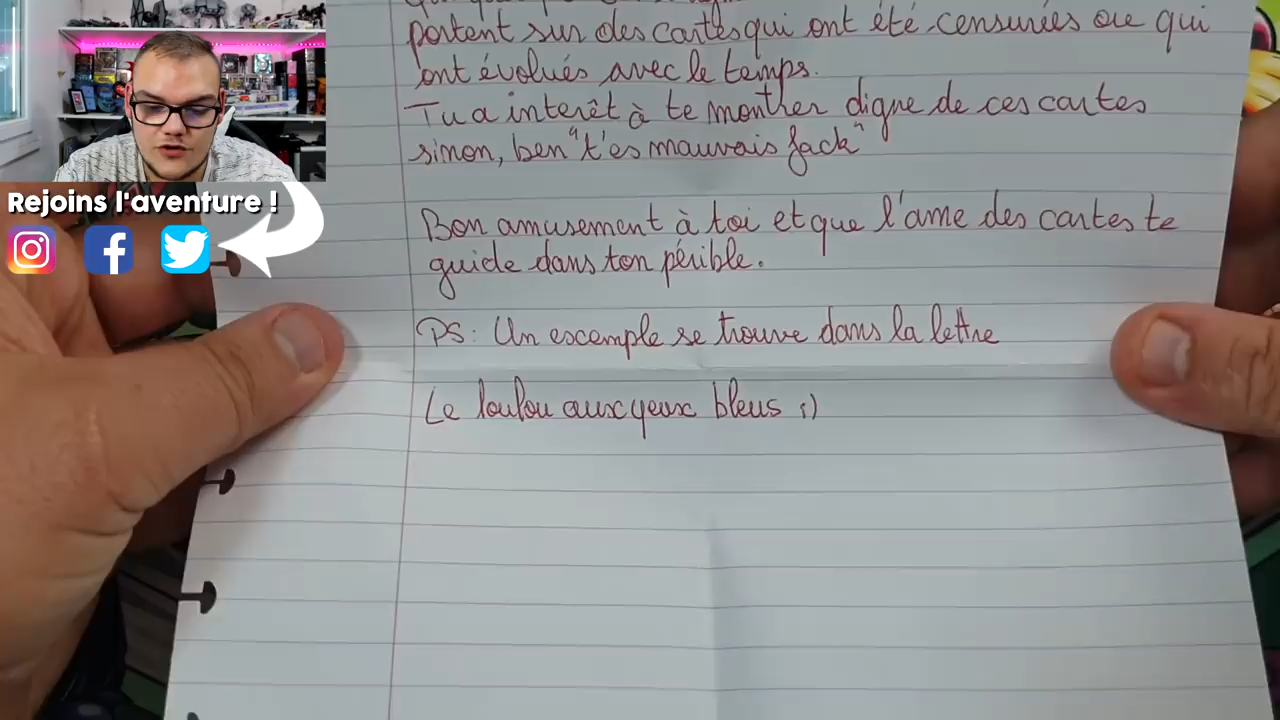 portent sur des cartes qui ont été censurées ou qui
ont évolués avec le temps.
Tu a interêt à te montrer digne de ces cartes
sinon, ben "t'es mauvais Jack"
Bon amusement à toi et que l'ame des cartes te
guide dans ton périble.
PS: Un escemple se trouve dans la lettre
Le loulou aux yeux bleus ;)
Rejoins l'aventure !